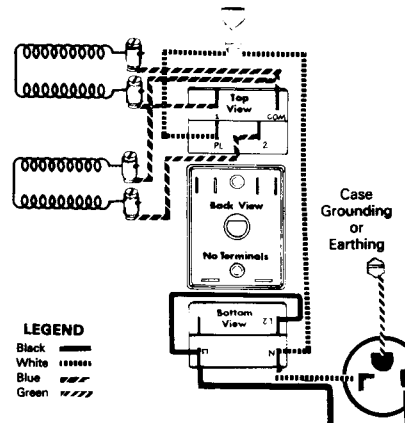 Top
View
1
COM
PL
2
Back View
No Terminals
Case
Grounding
or
Earthing
Bottom
View
L2
L1
N
LEGEND
Black
White
Blue
Green